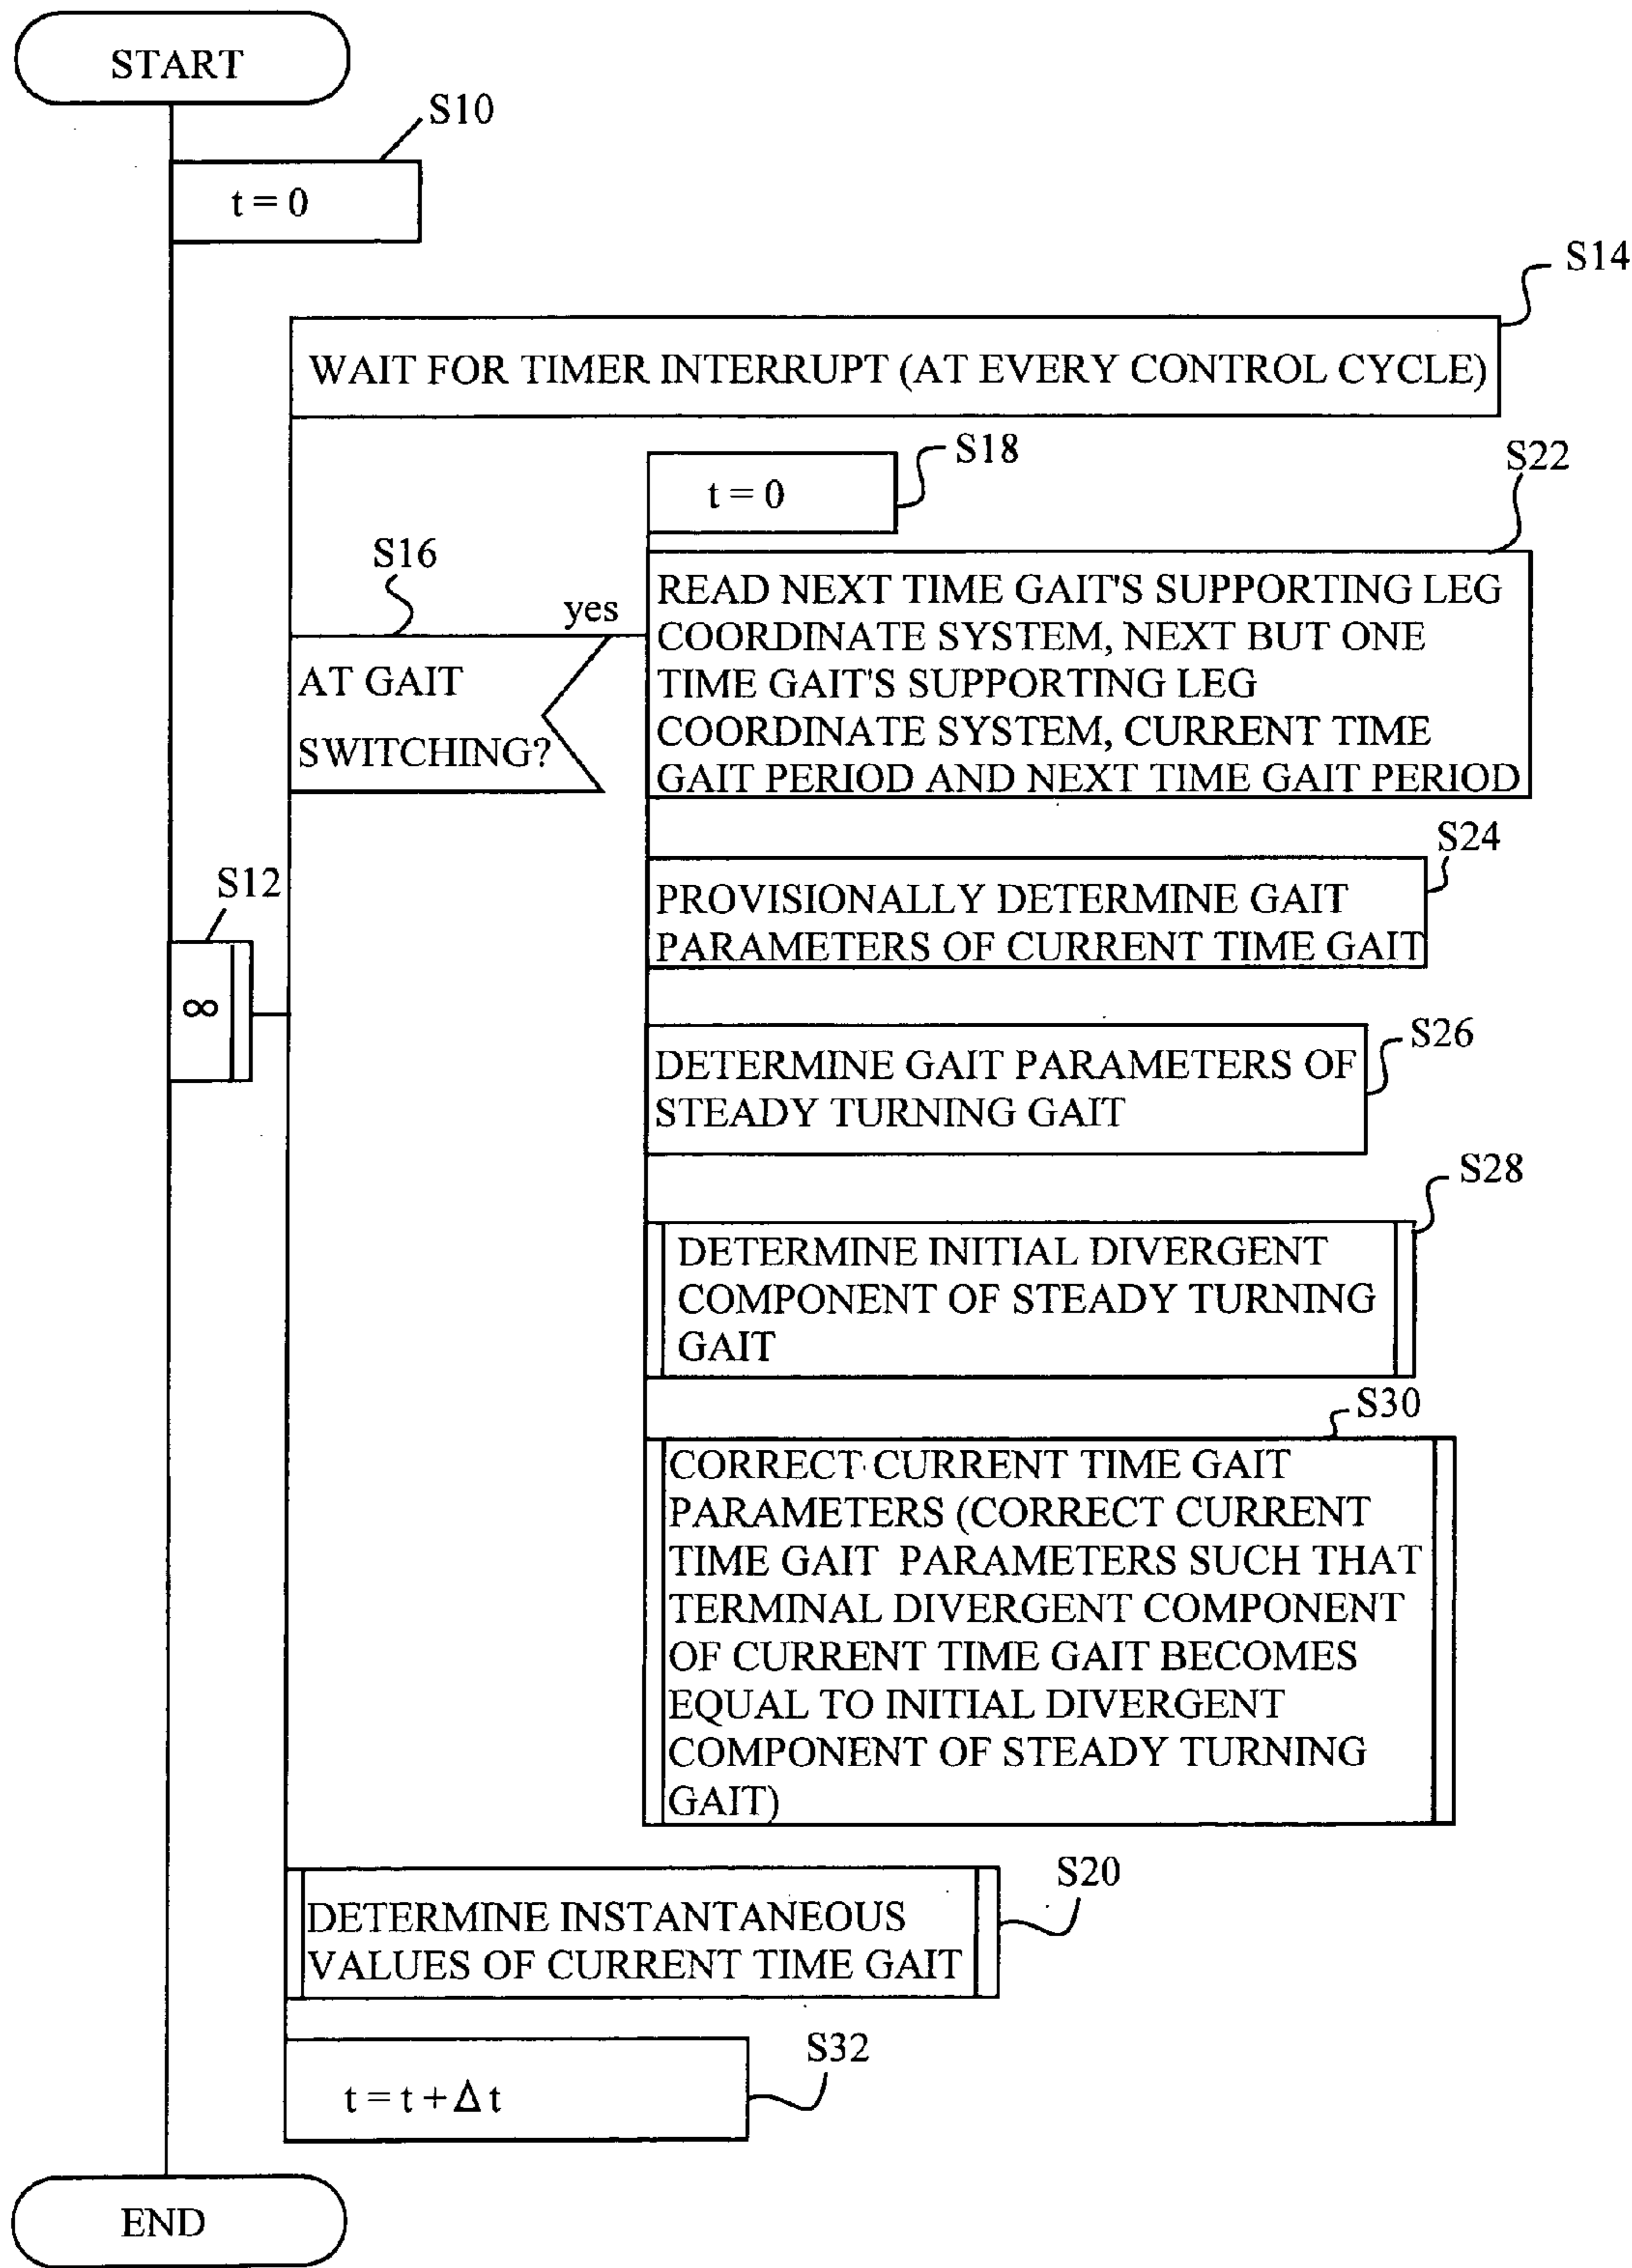 START
S10
t = 0
S14
WAIT FOR TIMER INTERRUPT (AT EVERY CONTROL CYCLE)
S18
t = 0
S22
READ NEXT TIME GAIT'S SUPPORTING LEG
COORDINATE SYSTEM, NEXT BUT ONE
TIME GAIT'S SUPPORTING LEG
COORDINATE SYSTEM, CURRENT TIME
GAIT PERIOD AND NEXT TIME GAIT PERIOD
S16
yes
AT GAIT
SWITCHING?
S24
PROVISIONALLY DETERMINE GAIT
PARAMETERS OF CURRENT TIME GAIT
S12
∞
S26
DETERMINE GAIT PARAMETERS OF
STEADY TURNING GAIT
S28
DETERMINE INITIAL DIVERGENT
COMPONENT OF STEADY TURNING
GAIT
S30
CORRECT CURRENT TIME GAIT
PARAMETERS (CORRECT CURRENT
TIME GAIT PARAMETERS SUCH THAT
TERMINAL DIVERGENT COMPONENT
OF CURRENT TIME GAIT BECOMES
EQUAL TO INITIAL DIVERGENT
COMPONENT OF STEADY TURNING
GAIT)
S20
DETERMINE INSTANTANEOUS
VALUES OF CURRENT TIME GAIT
S32
t = t + Δ t
END